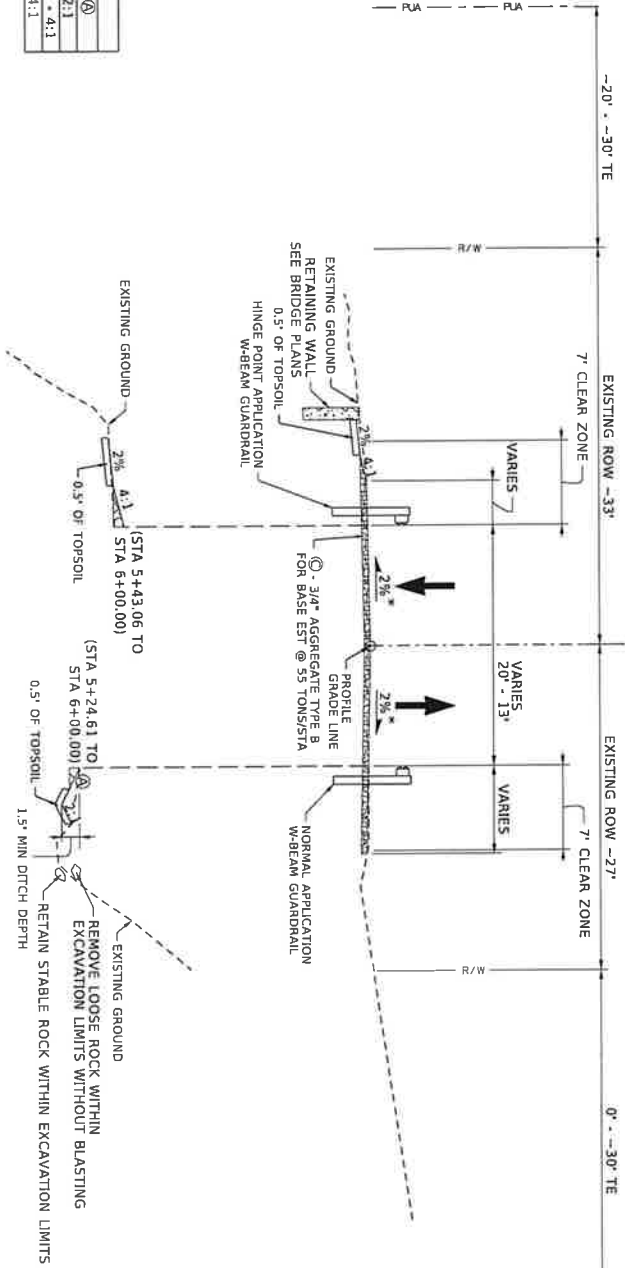 PUA
PUA
~20' - ~30' TE
EXISTING ROW ~33'
EXISTING ROW ~27'
0' - ~30' TE
R/W
R/W
7' CLEAR ZONE
7' CLEAR ZONE
VARIES
VARIES
20' - 13'
VARIES
EXISTING GROUND
RETAINING WALL
SEE BRIDGE PLANS
0.5' OF TOPSOIL
HINGE POINT APPLICATION
W-BEAM GUARDRAIL
2%
4:1
2% *
2% *
PROFILE
GRADE LINE
Ⓒ - 3/4" AGGREGATE TYPE B
FOR BASE EST @ 55 TONS/STA
NORMAL APPLICATION
W-BEAM GUARDRAIL
EXISTING GROUND
2%
4:1
0.5' OF TOPSOIL
(STA 5+43.06 TO
STA 6+00.00)
(STA 5+24.61 TO
STA 6+00.00)
Ⓐ
0.5' OF TOPSOIL
1.5' MIN DITCH DEPTH
EXISTING GROUND
REMOVE LOOSE ROCK WITHIN
EXCAVATION LIMITS WITHOUT BLASTING
RETAIN STABLE ROCK WITHIN EXCAVATION LIMITS
Ⓐ
2:1
- 4:1
4:1